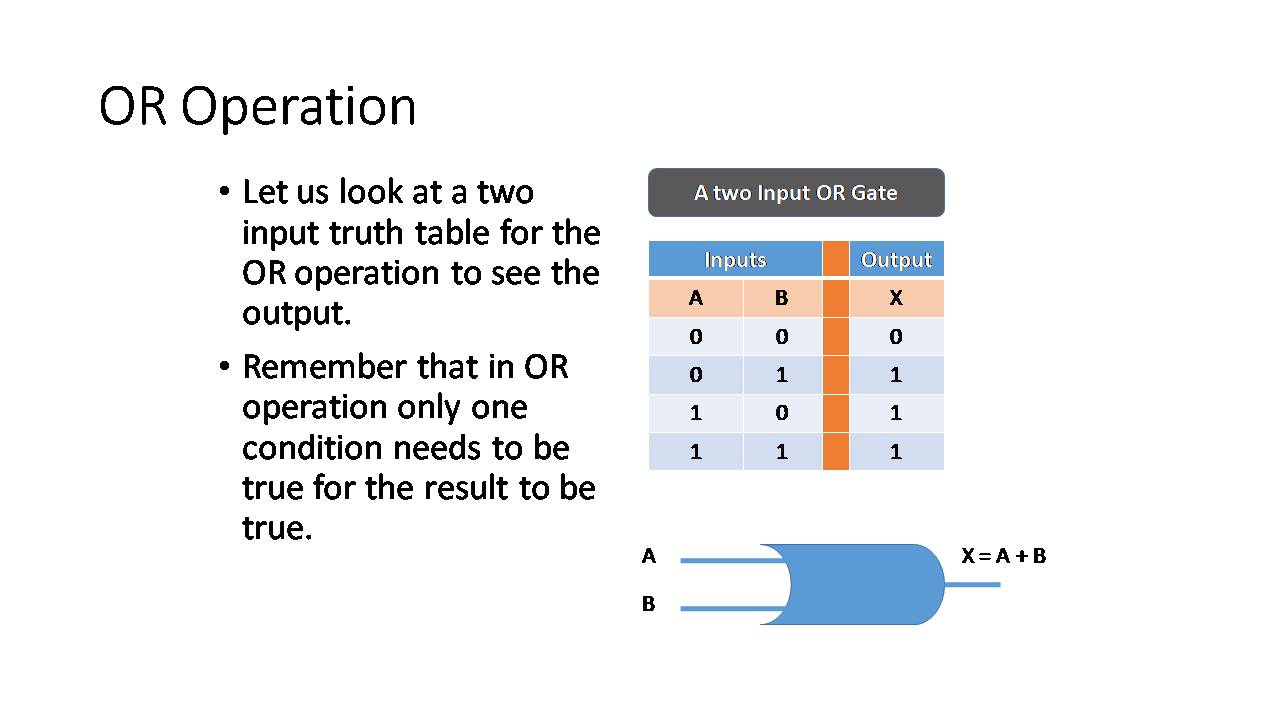 OR Operation
• Let us look at a two
input truth table for the
OR operation to see the
output.
• Remember that in OR
operation only one
condition needs to be
true for the result to be
true.
A two Input OR Gate
Inputs Output
A B X
0 0 0
0 1 1
1 0 1
1 1 1
A
X = A + B
B